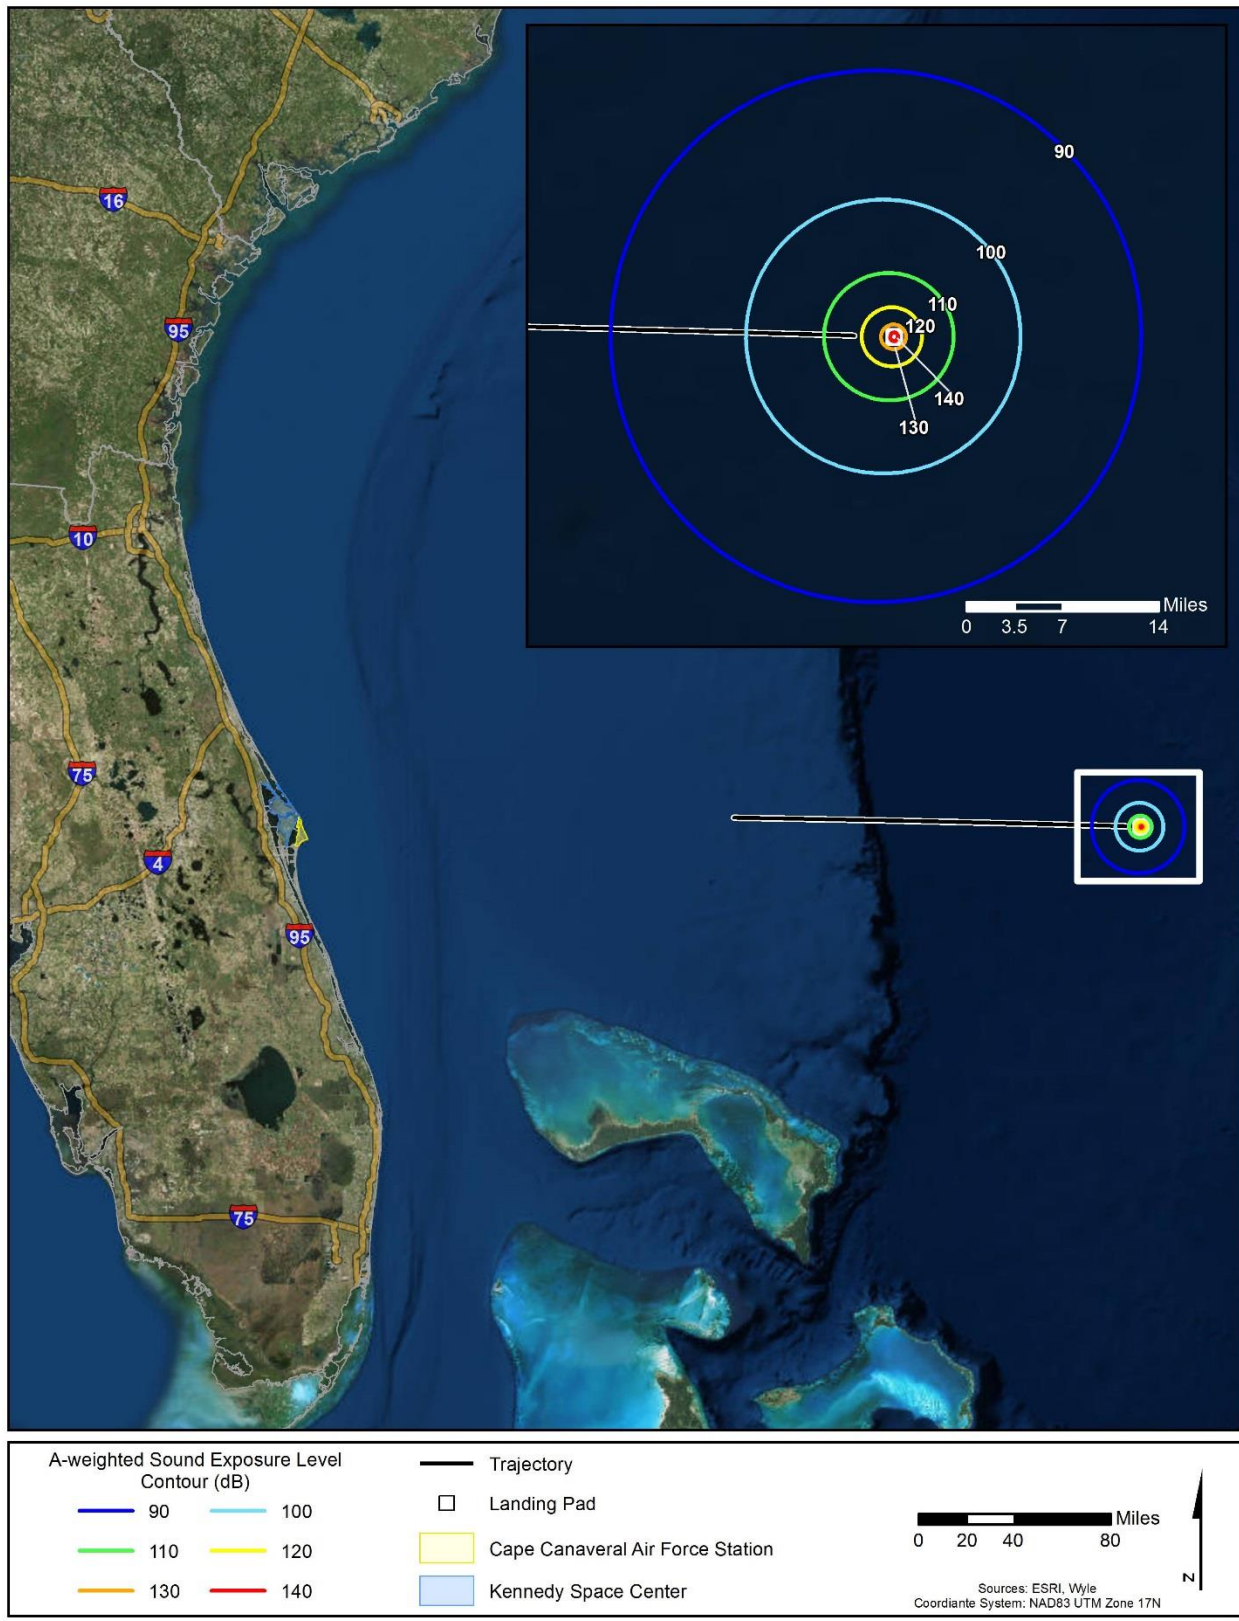 90
100
110
120
140
130
Miles
0 3.5 7 14
16
95
10
75
4
95
75
A-weighted Sound Exposure Level
Contour (dB)
90 100
110 120
130 140
Trajectory
Landing Pad
Cape Canaveral Air Force Station
Kennedy Space Center
Miles
0 20 40 80
N
Sources: ESRI, Wyle
Coordiante System: NAD83 UTM Zone 17N